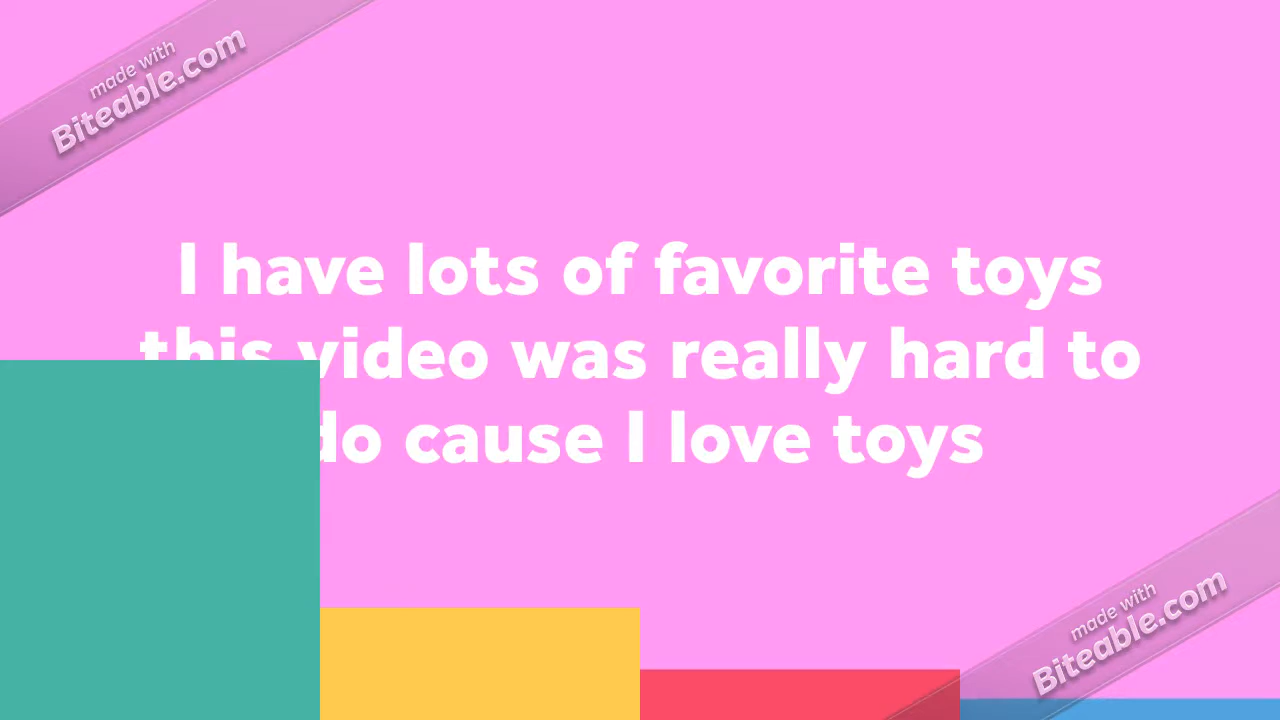 made with
Biteable.com
I have lots of favorite toys
this video was really hard to
do cause I love toys
made with
Biteable.com